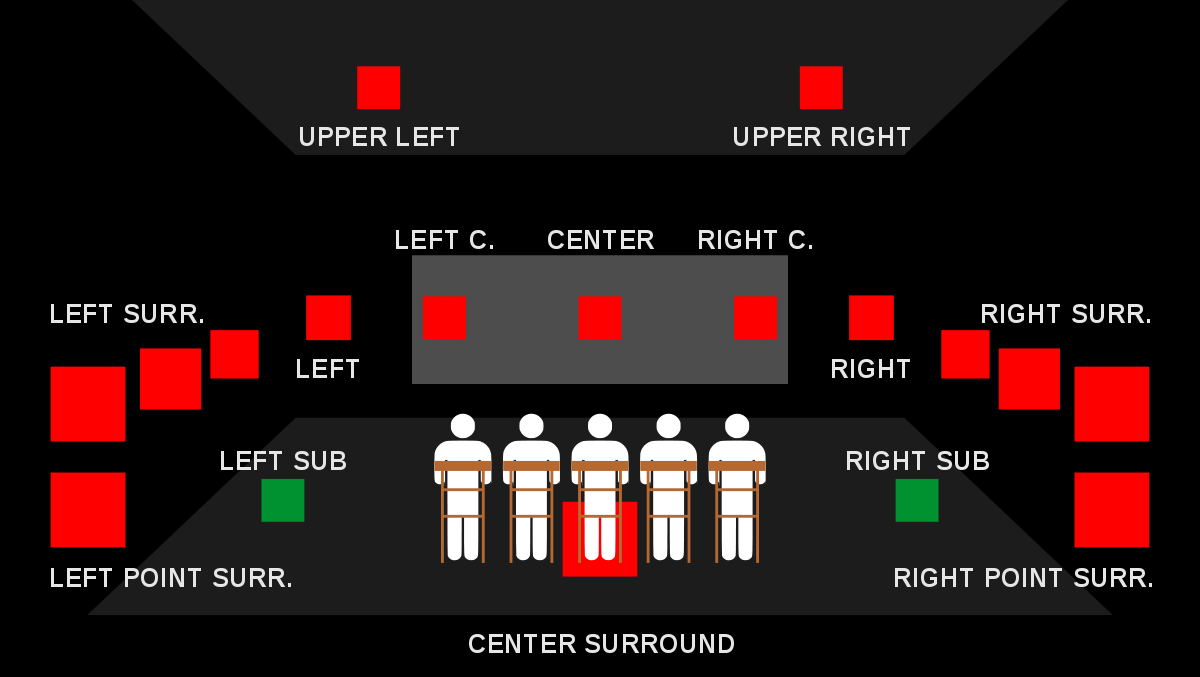 UPPER LEFT
UPPER RIGHT
LEFT C.
CENTER
RIGHT C.
LEFT SURR.
RIGHT SURR.
LEFT
RIGHT
LEFT SUB
RIGHT SUB
LEFT POINT SURR.
RIGHT POINT SURR.
CENTER SURROUND